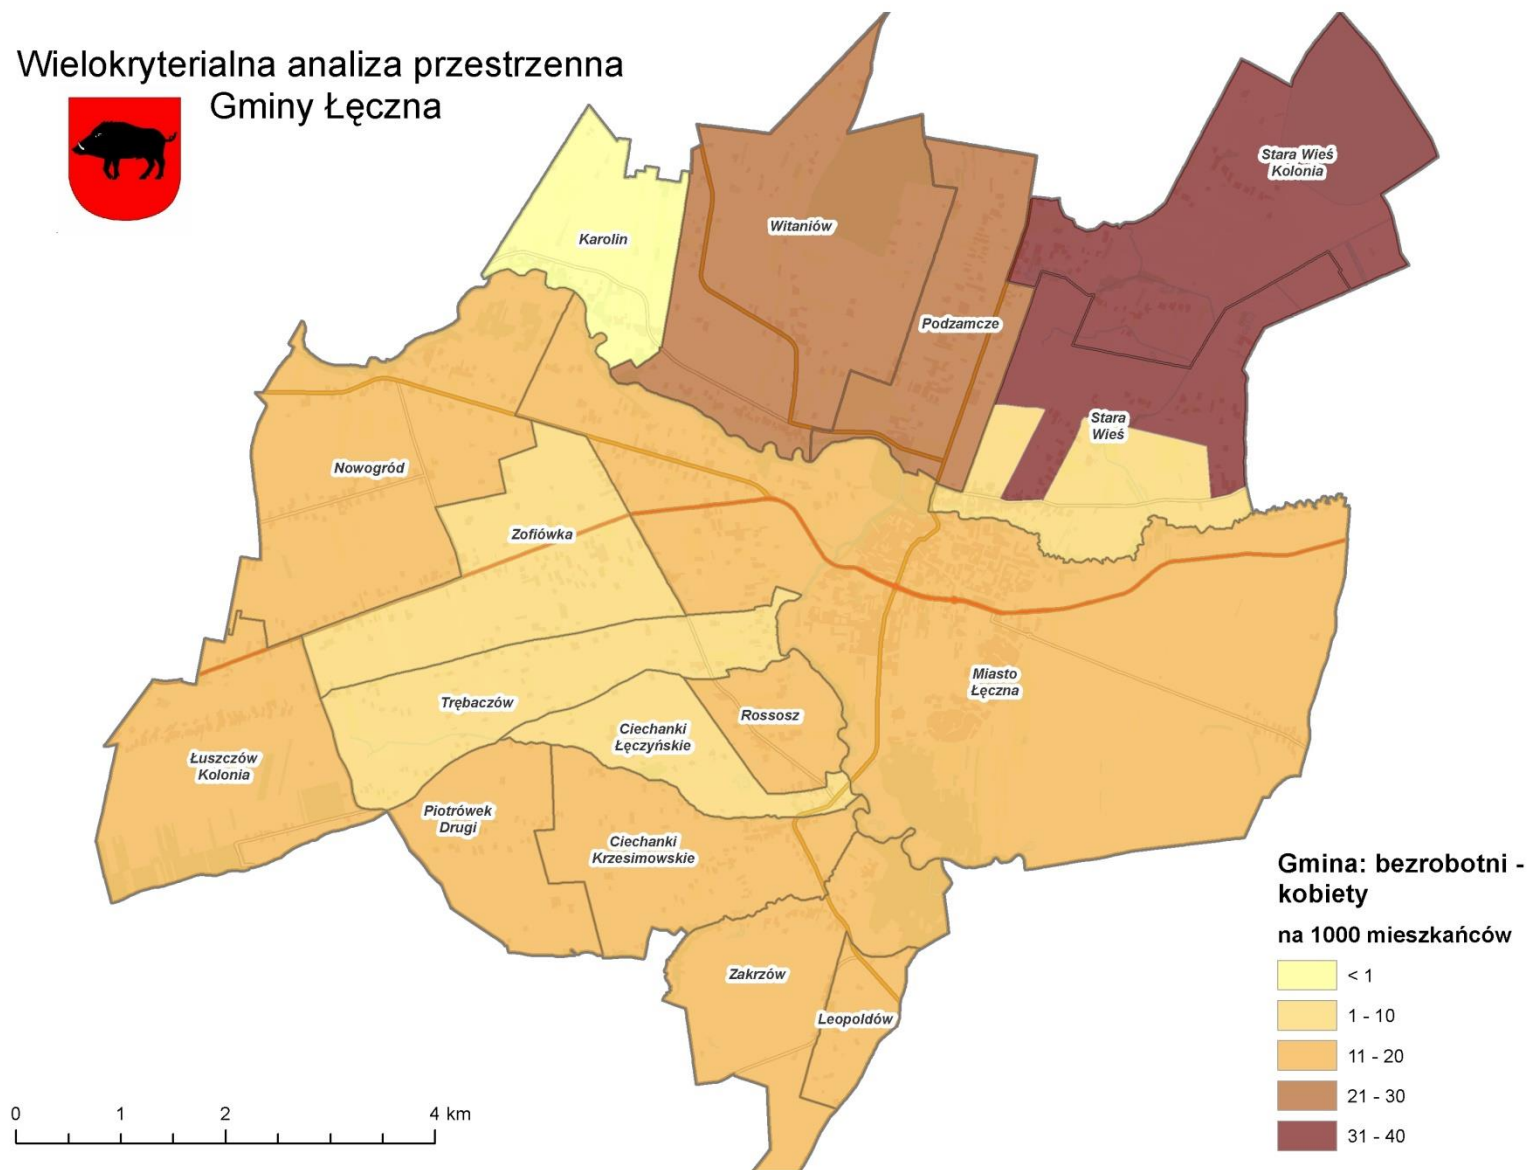 Wielokryterialna analiza przestrzenna
Gminy Łęczna
Stara Wieś
Kolonia
Karolin
Witaniów
Podzamcze
Stara
Wieś
Nowogród
Zofiówka
Miasto
Łęczna
Trębaczów
Rossosz
Ciechanki
Łęczyńskie
Łuszczów
Kolonia
Piotrówek
Drugi
Ciechanki
Krzesimowskie
Zakrzów
Leopoldów
Gmina: bezrobotni -
kobiety
na 1000 mieszkańców
< 1
1 - 10
11 - 20
21 - 30
31 - 40
0 1 2 4 km